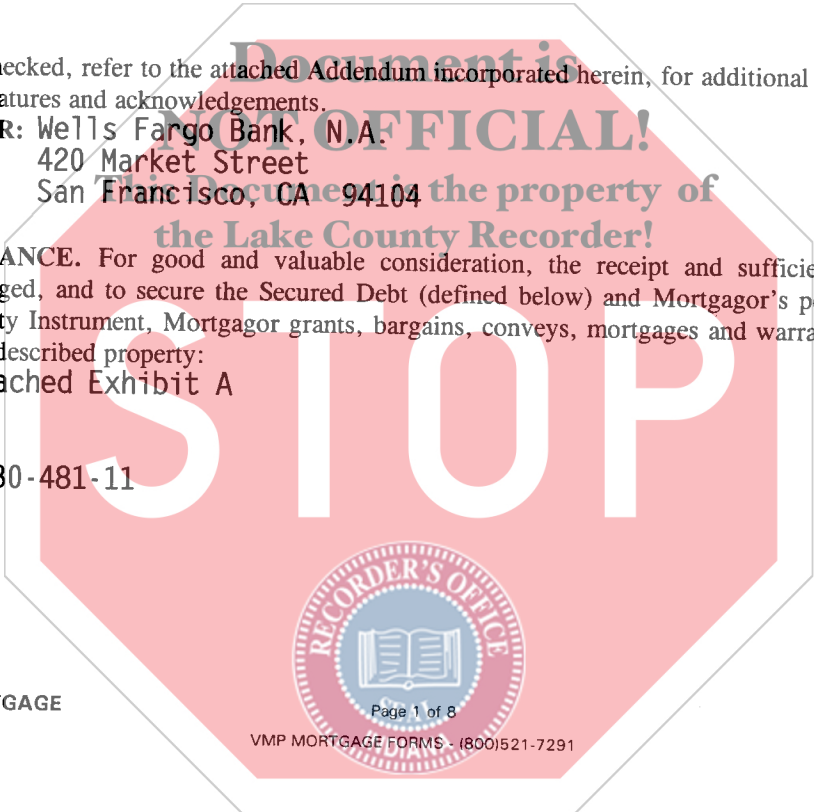 Document is
ecked, refer to the attached Addendum incorporated herein, for additional
atures and acknowledgements.
NOT OFFICIAL!
R: Wells Fargo Bank, N.A.
420 Market Street
This Document is the property of
San Francisco, CA 94104
the Lake County Recorder!
ANCE. For good and valuable consideration, the receipt and sufficie
ged, and to secure the Secured Debt (defined below) and Mortgagor's p
ty Instrument, Mortgagor grants, bargains, conveys, mortgages and warra
described property:
ached Exhibit A
STOP
30-481-11
RECORDER'S OFFICE
SEAL
INDIANA
GAGE
Page 1 of 8
VMP MORTGAGE FORMS - (800)521-7291